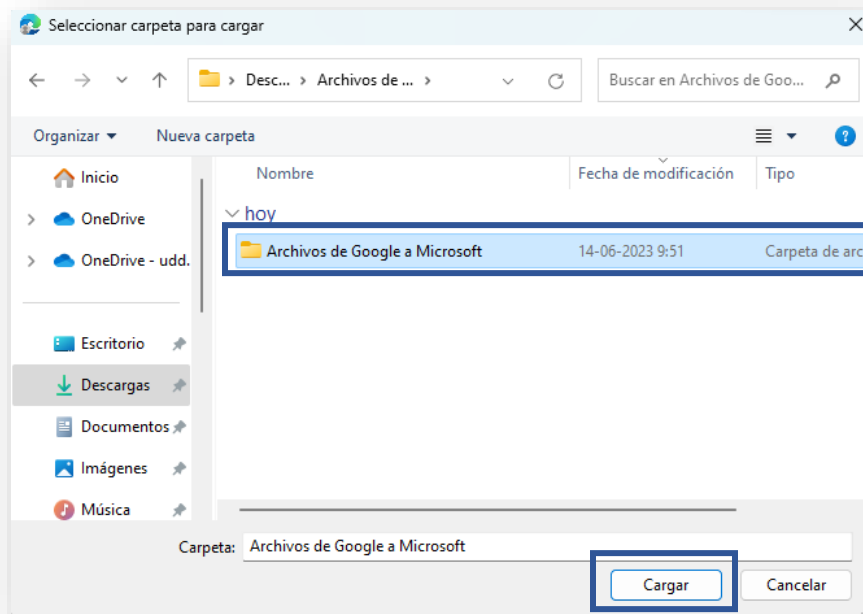 Seleccionar carpeta para cargar
Desc... Archivos de ...
Buscar en Archivos de Goo...
Organizar
Nueva carpeta
?
Inicio
OneDrive
OneDrive - udd.
Escritorio
Descargas
Documentos
Imágenes
Música
Nombre Fecha de modificación Tipo
hoy
Archivos de Google a Microsoft 14-06-2023 9:51 Carpeta de arc
Carpeta: Archivos de Google a Microsoft
Cargar Cancelar